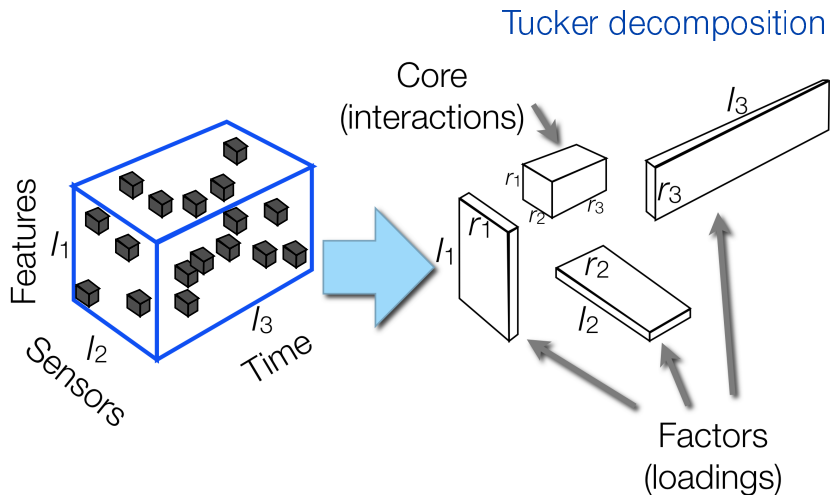 Tucker decomposition
Core
(interactions)
Features
I1
I2
I3
Sensors
Time
r1
r2
r3
I1
r1
r2
I2
I3
r3
Factors
(loadings)